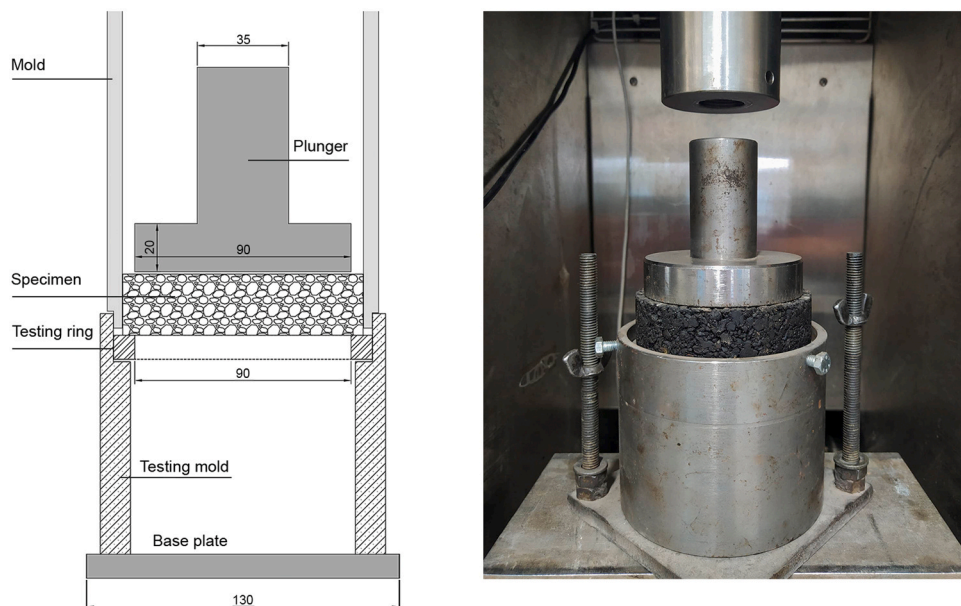 35
Mold
Plunger
20
90
Specimen
Testing ring
90
Testing mold
Base plate
130